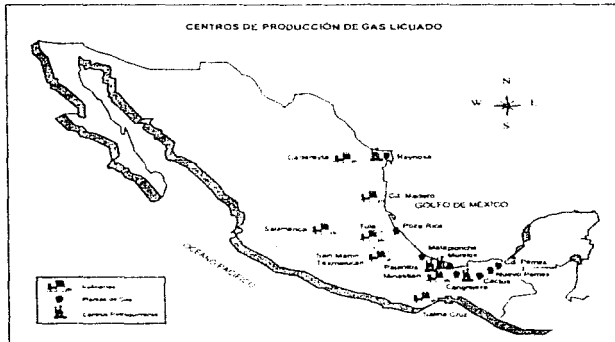 CENTROS DE PRODUCCIÓN DE GAS LICUADO
N
W E
S
Cadereyta
Reynosa
Cd. Madero
GOLFO DE MÉXICO
Poza Rica
Salamanca
Tula
San Martín
Texmelucan
Matapionche
Morelos
Pajaritos
Minatitlán
Cd. Pemex
Nuevo Pemex
Cactus
Cangrejera
Salina Cruz
OCEANO PACIFICO
Refinerías
Plantas de Gas
Centros Petroquímicos